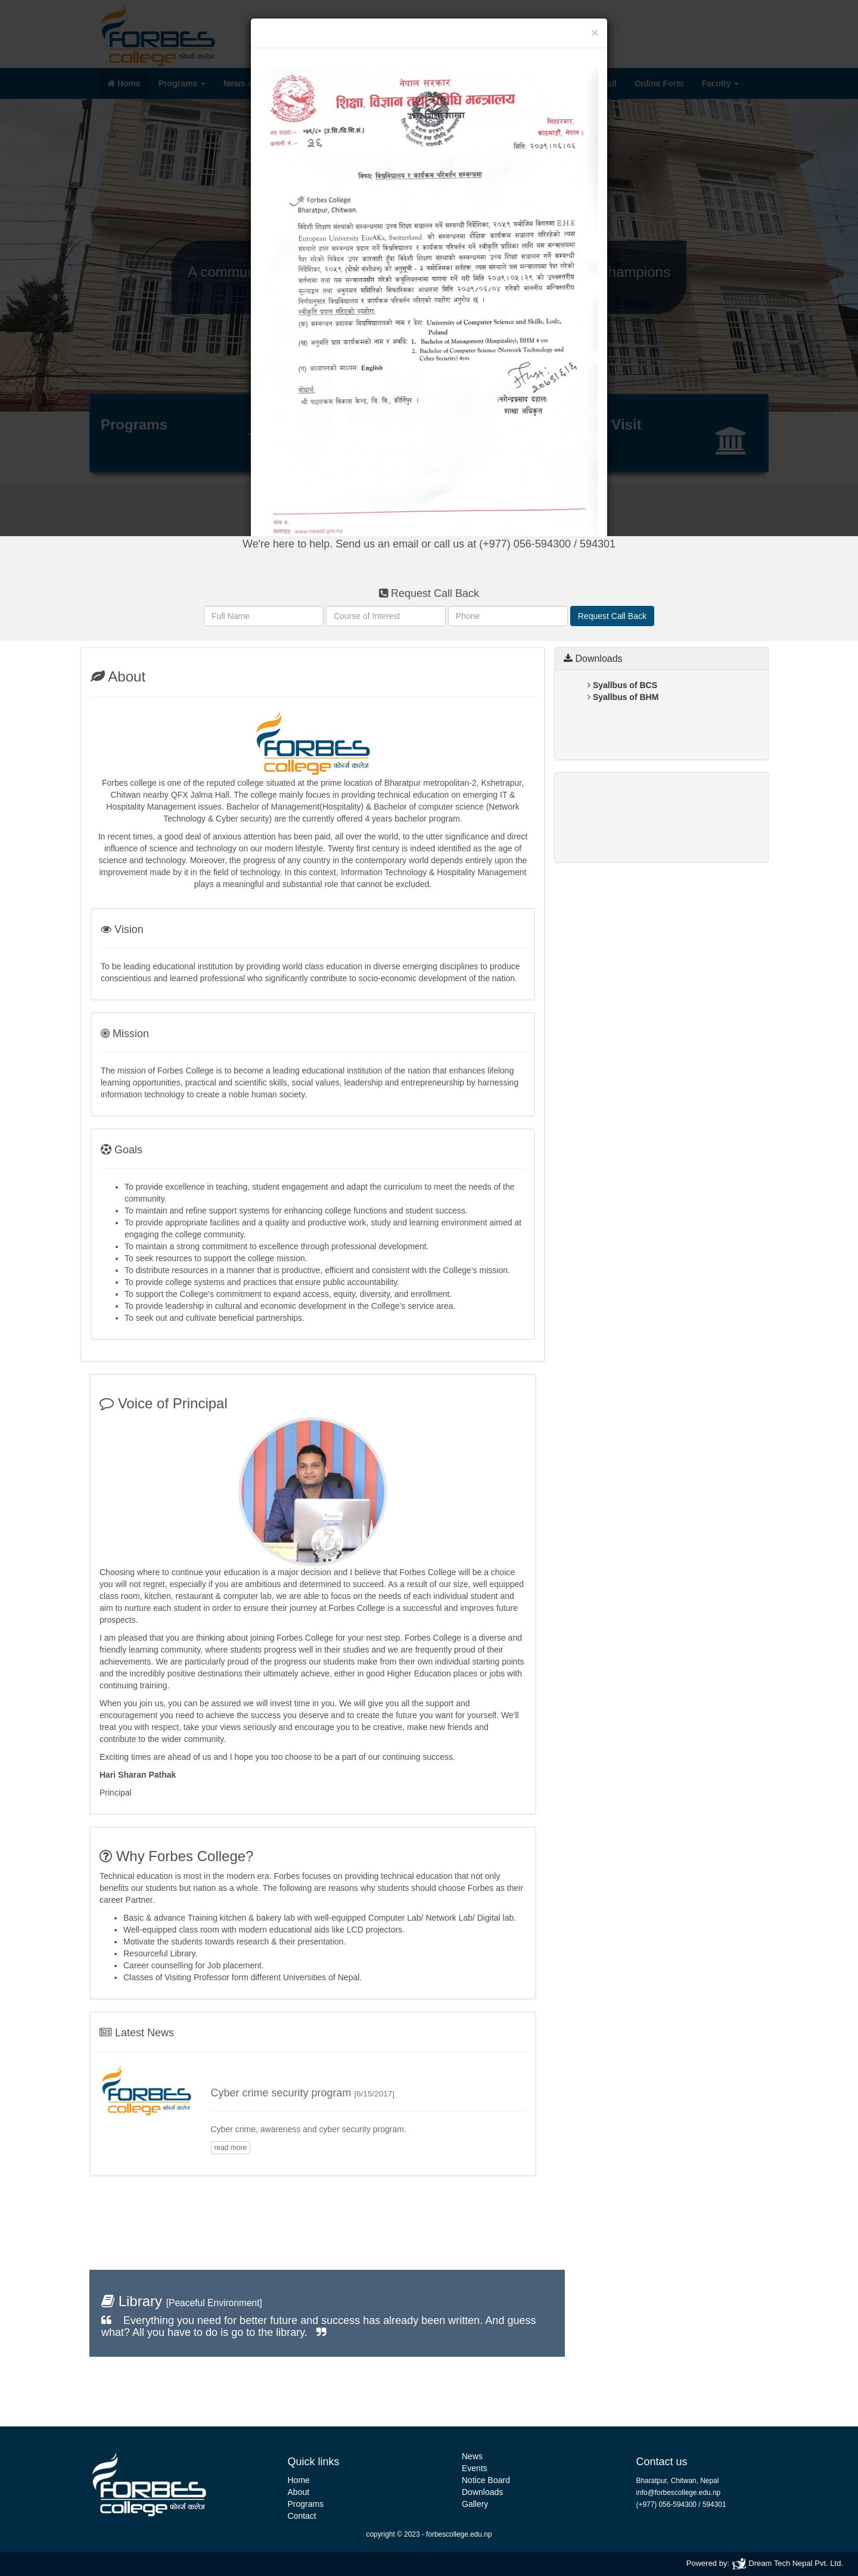 FORBES
college फोर्ब्स कलेज
×
Home
Programs
News
Online Form
Faculty
नेपाल सरकार
शिक्षा, विज्ञान तथा प्रविधि मन्त्रालय
उच्च शिक्षा शाखा
सिंहदरबार,
काठमाडौं, नेपाल ।
पत्र संख्याः- ०७९/८० (उ.शि.वि.शि.सं.)
चलानी नं.:- ३६
मितिः २०७९।०६।०६
विषयः विश्वविद्यालय र कार्यक्रम परिवर्तन सम्बन्धमा
श्री Forbes College
Bharatpur, Chitwan.
European University EurAKa, Switzerland
स्वीकृति प्रदान गरिएको व्यहोराः
(क) सम्बन्धन प्रदायक विश्वविद्यालयको नाम र देशः University of Computer Science and Skills, Lodz,
Poland
(ख) अनुमति प्राप्त कार्यक्रमको नाम र अवधिः 1. Bachelor of Management (Hospitality), BHM 4 yrs
2. Bachelor of Computer Science (Network Technology and
Cyber Security) 4yrs
(ग) अध्यापनको माध्यमः English
बोधार्थः
श्री पाठ्यक्रम विकास केन्द्र, त्रि. वि., कीर्तिपुर ।
(नगेन्द्रप्रसाद दहाल)
शाखा अधिकृत
फोन नं.
वेबसाइटः www.moest.gov.np
A commun
hampions
Programs
Visit
We're here to help. Send us an email or call us at (+977) 056-594300 / 594301
Request Call Back
Full Name
Course of Interest
Phone
Request Call Back
About
FORBES
college फोर्ब्स कलेज
Forbes college is one of the reputed college situated at the prime location of Bharatpur metropolitan-2, Kshetrapur,
Chitwan nearby QFX Jalma Hall. The college mainly focues in providing technical education on emerging IT &
Hospitality Management issues. Bachelor of Management(Hospitality) & Bachelor of computer science (Network
Technology & Cyber security) are the currently offered 4 years bachelor program.
In recent times, a good deal of anxious attention has been paid, all over the world, to the utter significance and direct
influence of science and technology on our modern lifestyle. Twenty first century is indeed identified as the age of
science and technology. Moreover, the progress of any country in the contemporary world depends entirely upon the
improvement made by it in the field of technology. In this context, Information Technology & Hospitality Management
plays a meaningful and substantial role that cannot be excluded.
Vision
To be leading educational institution by providing world class education in diverse emerging disciplines to produce
conscientious and learned professional who significantly contribute to socio-economic development of the nation.
Mission
The mission of Forbes College is to become a leading educational institution of the nation that enhances lifelong
learning opportunities, practical and scientific skills, social values, leadership and entrepreneurship by harnessing
information technology to create a noble human society.
Goals
To provide excellence in teaching, student engagement and adapt the curriculum to meet the needs of the
community.
To maintain and refine support systems for enhancing college functions and student success.
To provide appropriate facilities and a quality and productive work, study and learning environment aimed at
engaging the college community.
To maintain a strong commitment to excellence through professional development.
To seek resources to support the college mission.
To distribute resources in a manner that is productive, efficient and consistent with the College's mission.
To provide college systems and practices that ensure public accountability.
To support the College's commitment to expand access, equity, diversity, and enrollment.
To provide leadership in cultural and economic development in the College's service area.
To seek out and cultivate beneficial partnerships.
Downloads
Syallbus of BCS
Syallbus of BHM
Voice of Principal
Choosing where to continue your education is a major decision and I believe that Forbes College will be a choice
you will not regret, especially if you are ambitious and determined to succeed. As a result of our size, well equipped
class room, kitchen, restaurant & computer lab, we are able to focus on the needs of each individual student and
aim to nurture each student in order to ensure their journey at Forbes College is a successful and improves future
prospects.
I am pleased that you are thinking about joining Forbes College for your nest step. Forbes College is a diverse and
friendly learning community, where students progress well in their studies and we are frequently proud of their
achievements. We are particularly proud of the progress our students make from their own individual starting points
and the incredibly positive destinations their ultimately achieve, either in good Higher Education places or jobs with
continuing training.
When you join us, you can be assured we will invest time in you. We will give you all the support and
encouragement you need to achieve the success you deserve and to create the future you want for yourself. We'll
treat you with respect, take your views seriously and encourage you to be creative, make new friends and
contribute to the wider community.
Exciting times are ahead of us and I hope you too choose to be a part of our continuing success.
Hari Sharan Pathak
Principal
Why Forbes College?
Technical education is most in the modern era. Forbes focuses on providing technical education that not only
benefits our students but nation as a whole. The following are reasons why students should choose Forbes as their
career Partner.
Basic & advance Training kitchen & bakery lab with well-equipped Computer Lab/ Network Lab/ Digital lab.
Well-equipped class room with modern educational aids like LCD projectors.
Motivate the students towards research & their presentation.
Resourceful Library.
Career counselling for Job placement.
Classes of Visiting Professor form different Universities of Nepal.
Latest News
FORBES
college फोर्ब्स कलेज
Cyber crime security program [6/15/2017]
Cyber crime, awareness and cyber security program.
read more
Library [Peaceful Environment]
Everything you need for better future and success has already been written. And guess
what? All you have to do is go to the library.
FORBES
college फोर्ब्स कलेज
Quick links
Home
About
Programs
Contact
News
Events
Notice Board
Downloads
Gallery
Contact us
Bharatpur, Chitwan, Nepal
info@forbescollege.edu.np
(+977) 056-594300 / 594301
copyright © 2023 - forbescollege.edu.np
Powered by: Dream Tech Nepal Pvt. Ltd.